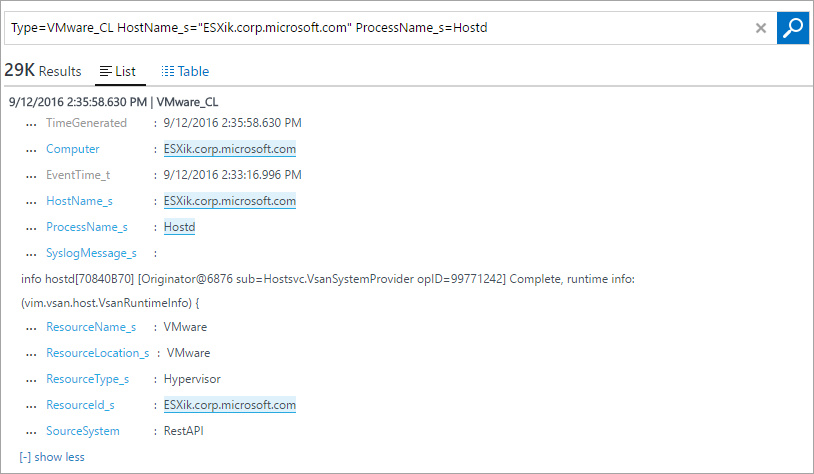 Type=VMware_CL HostName_s="ESXik.corp.microsoft.com" ProcessName_s=Hostd
29K Results List Table
9/12/2016 2:35:58.630 PM | VMware_CL
... TimeGenerated : 9/12/2016 2:35:58.630 PM
... Computer : ESXik.corp.microsoft.com
... EventTime_t : 9/12/2016 2:33:16.996 PM
... HostName_s : ESXik.corp.microsoft.com
... ProcessName_s : Hostd
... SyslogMessage_s :
info hostd[70840B70] [Originator@6876 sub=Hostsvc.VsanSystemProvider opID=99771242] Complete, runtime info:
(vim.vsan.host.VsanRuntimeInfo) {
... ResourceName_s : VMware
... ResourceLocation_s : VMware
... ResourceType_s : Hypervisor
... ResourceId_s : ESXik.corp.microsoft.com
... SourceSystem : RestAPI
[-] show less